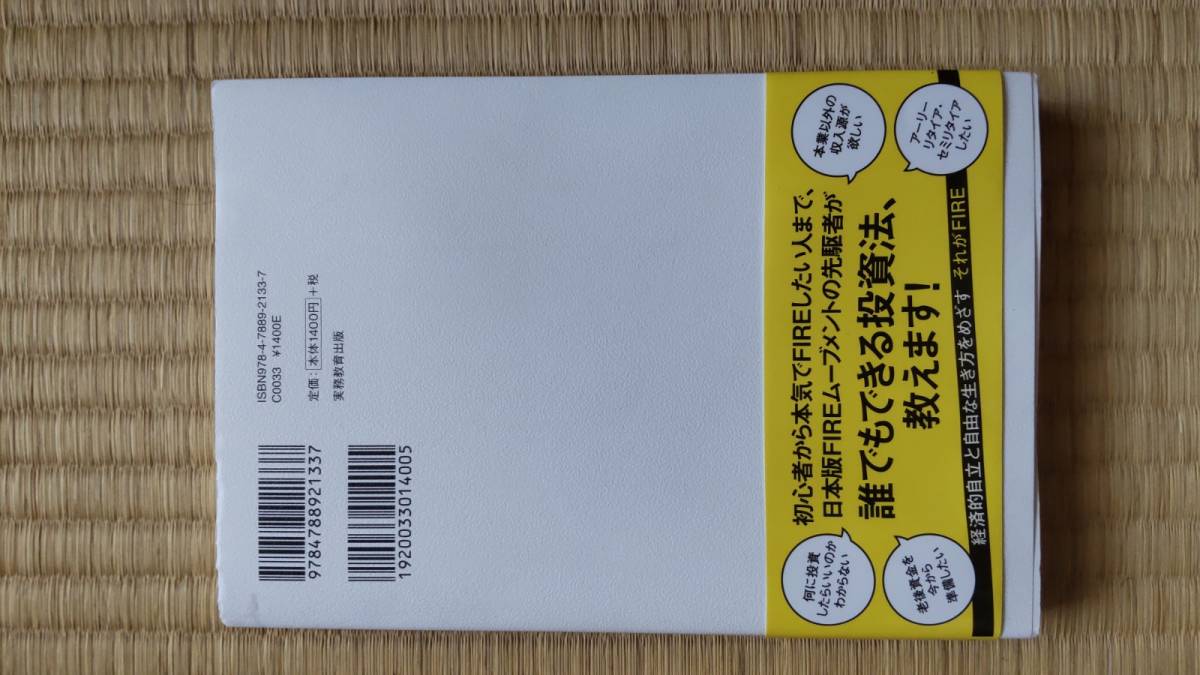 9784788921337
1920033014005
ISBN978-4-7889-2133-7
C0033 ¥1400E
定価：本体1400円＋税
実務教育出版
何に投資
したらいいのか
わからない
老後資金を
今から
準備したい
初心者から本気でFIREしたい人まで、
日本版FIREムーブメントの先駆者が
誰でもできる投資法、
教えます！
本業以外の
収入源が
欲しい
アーリー
リタイア、
セミリタイア
したい
経済的自立と自由な生き方をめざす それがFIRE